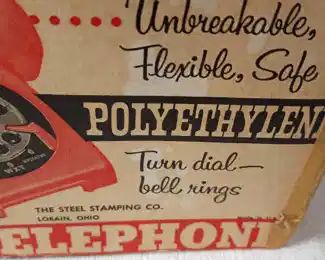 Unbreakable,
Flexible, Safe
POLYETHYLEN
Turn dial—
bell rings
THE STEEL STAMPING CO.
LORAIN, OHIO
ELEPHON